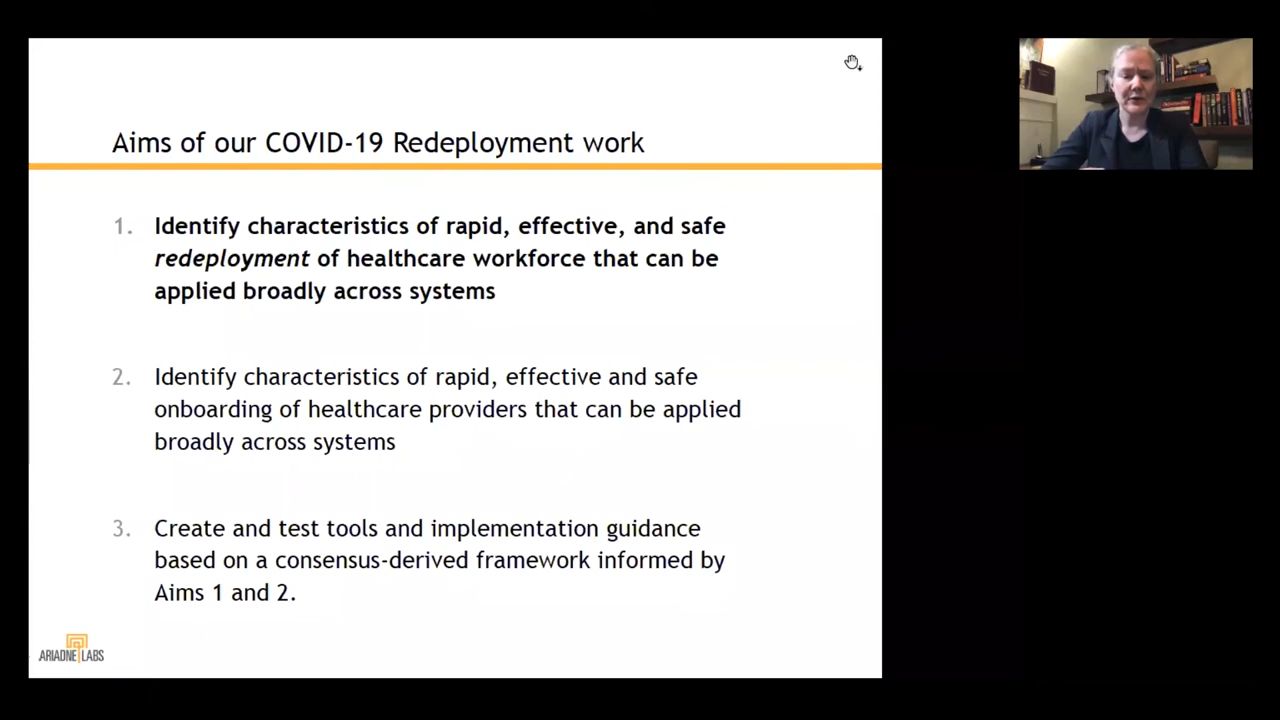 Aims of our COVID-19 Redeployment work
1. Identify characteristics of rapid, effective, and safe
redeployment of healthcare workforce that can be
applied broadly across systems
2. Identify characteristics of rapid, effective and safe
onboarding of healthcare providers that can be applied
broadly across systems
3. Create and test tools and implementation guidance
based on a consensus-derived framework informed by
Aims 1 and 2.
ARIADNE LABS